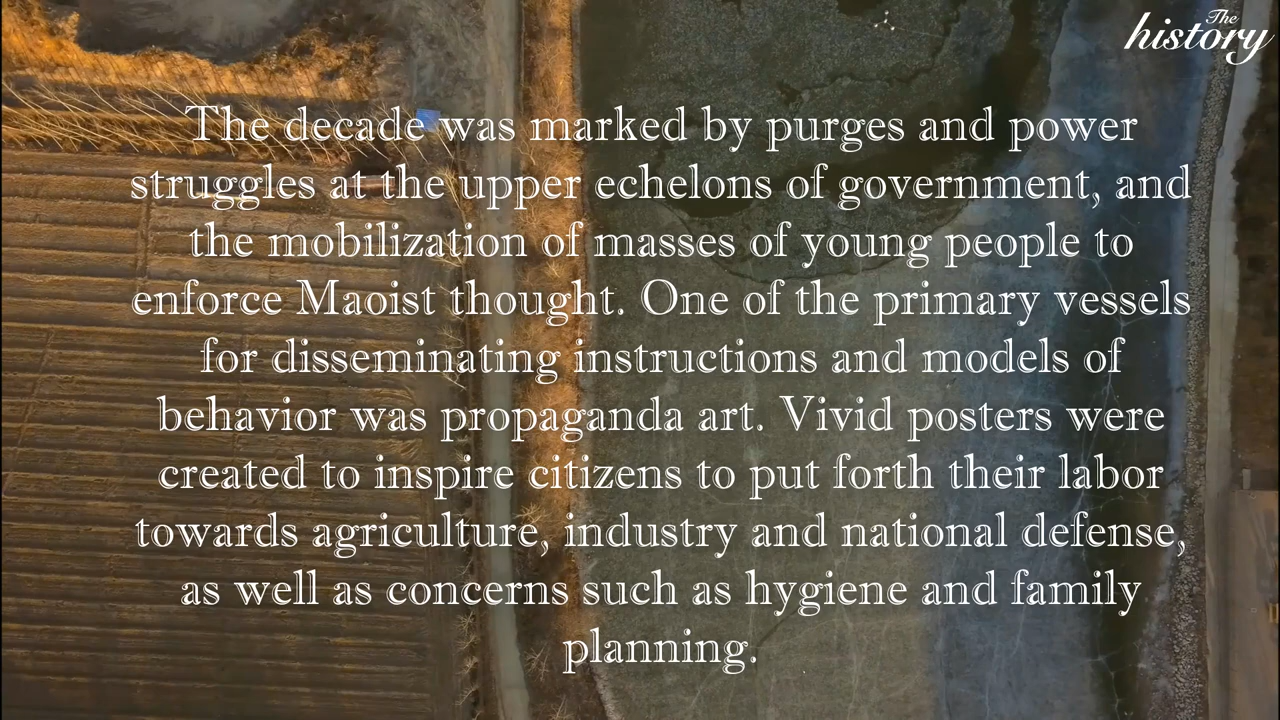 The
history
The decade was marked by purges and power
struggles at the upper echelons of government, and
the mobilization of masses of young people to
enforce Maoist thought. One of the primary vessels
for disseminating instructions and models of
behavior was propaganda art. Vivid posters were
created to inspire citizens to put forth their labor
towards agriculture, industry and national defense,
as well as concerns such as hygiene and family
planning.